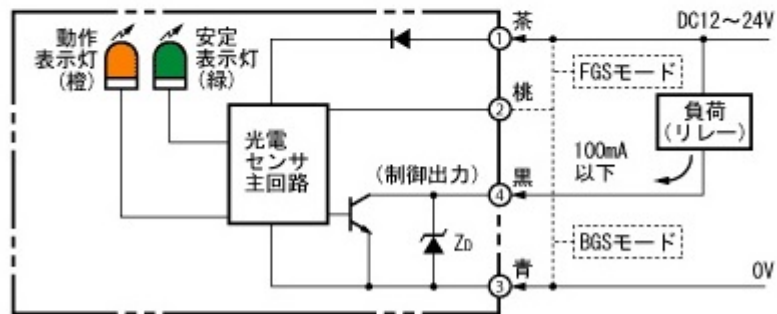 動作
表示灯
(橙)
安定
表示灯
(緑)
光電
センサ
主回路
(制御出力)
ZD
① 茶
② 桃
④ 黒
③ 青
DC12~24V
FGSモード
負荷
(リレー)
100mA
以下
BGSモード
0V